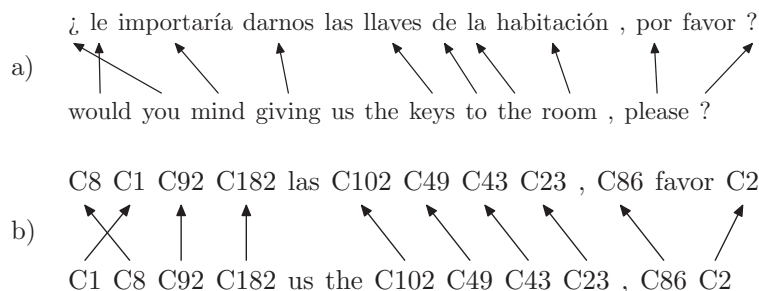 ¿ le importaría darnos las llaves de la habitación , por favor ?
a)
would you mind giving us the keys to the room , please ?
C8 C1 C92 C182 las C102 C49 C43 C23 , C86 favor C2
b)
C1 C8 C92 C182 us the C102 C49 C43 C23 , C86 C2